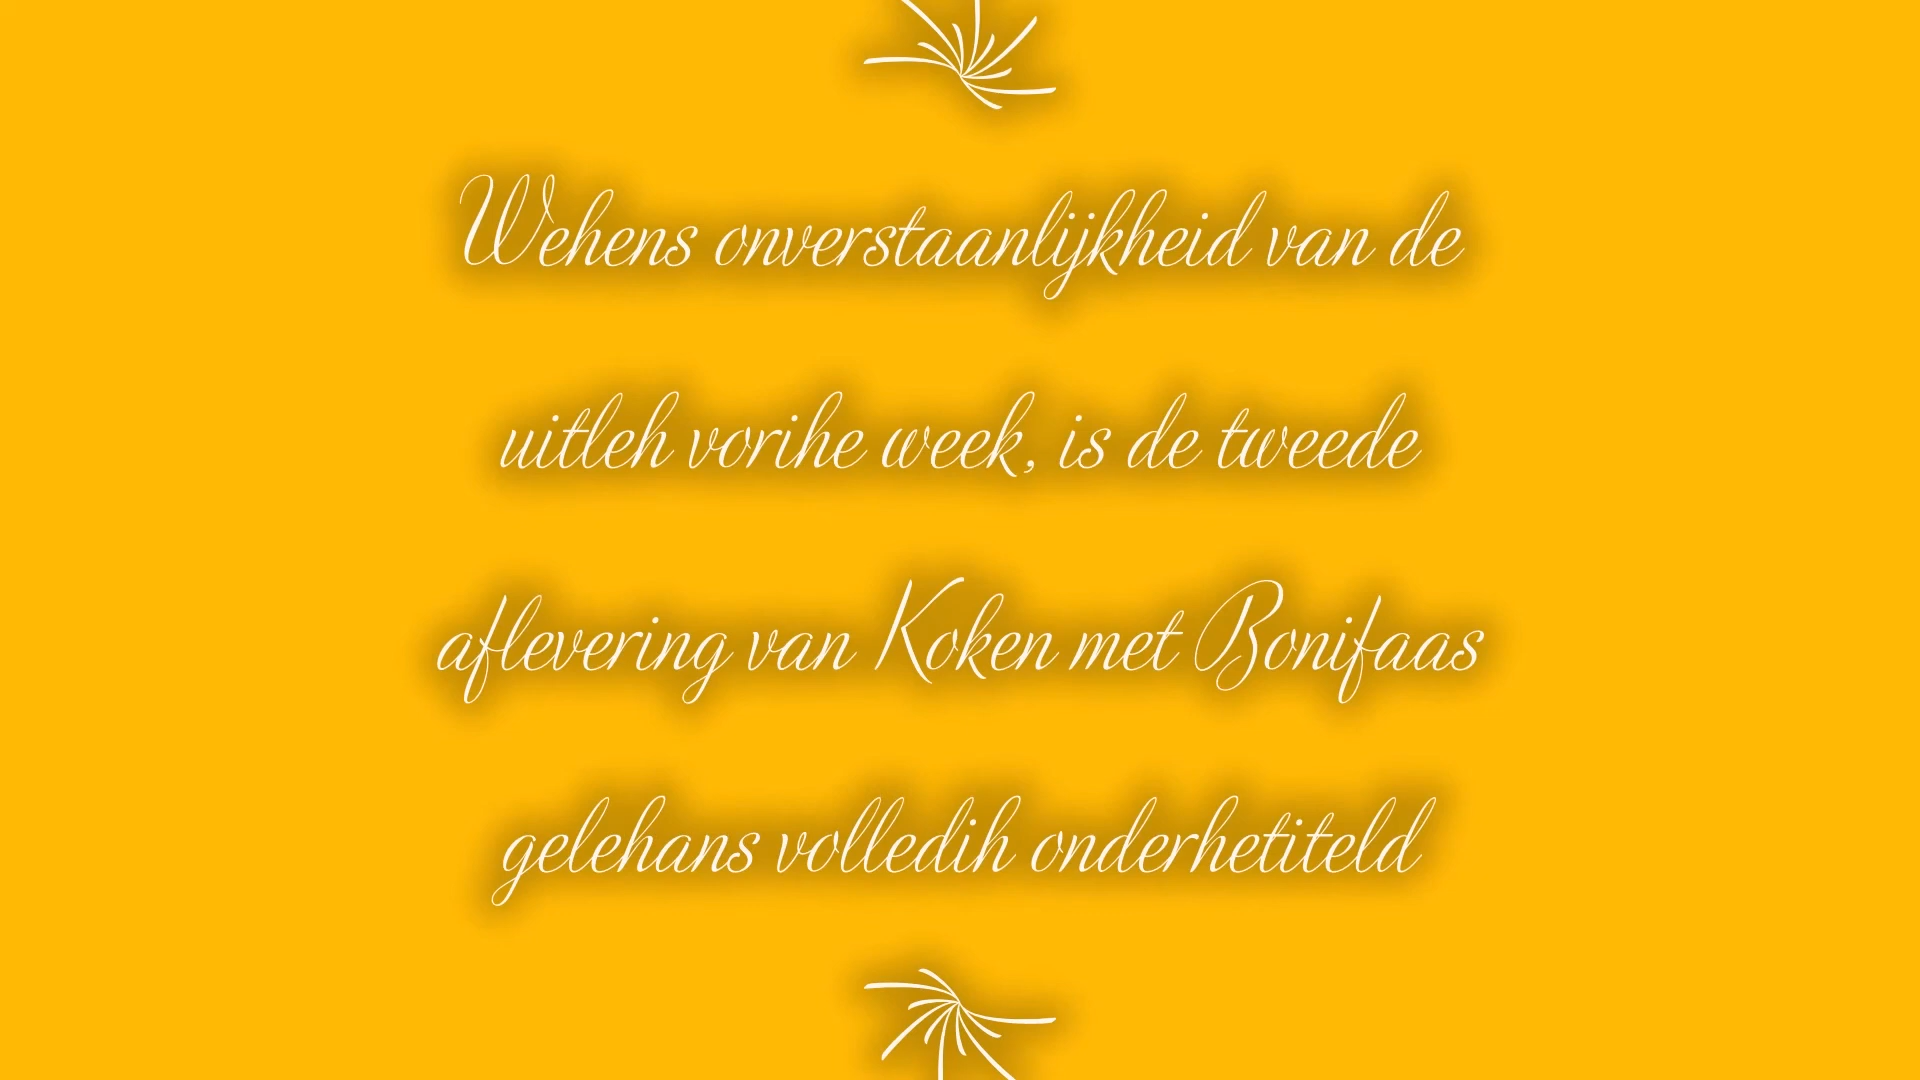 Wehens onverstaanlijkheid van de
uitleh vorihe week, is de tweede
aflevering van Koken met Bonifaas
gelehans volledih onderhetiteld